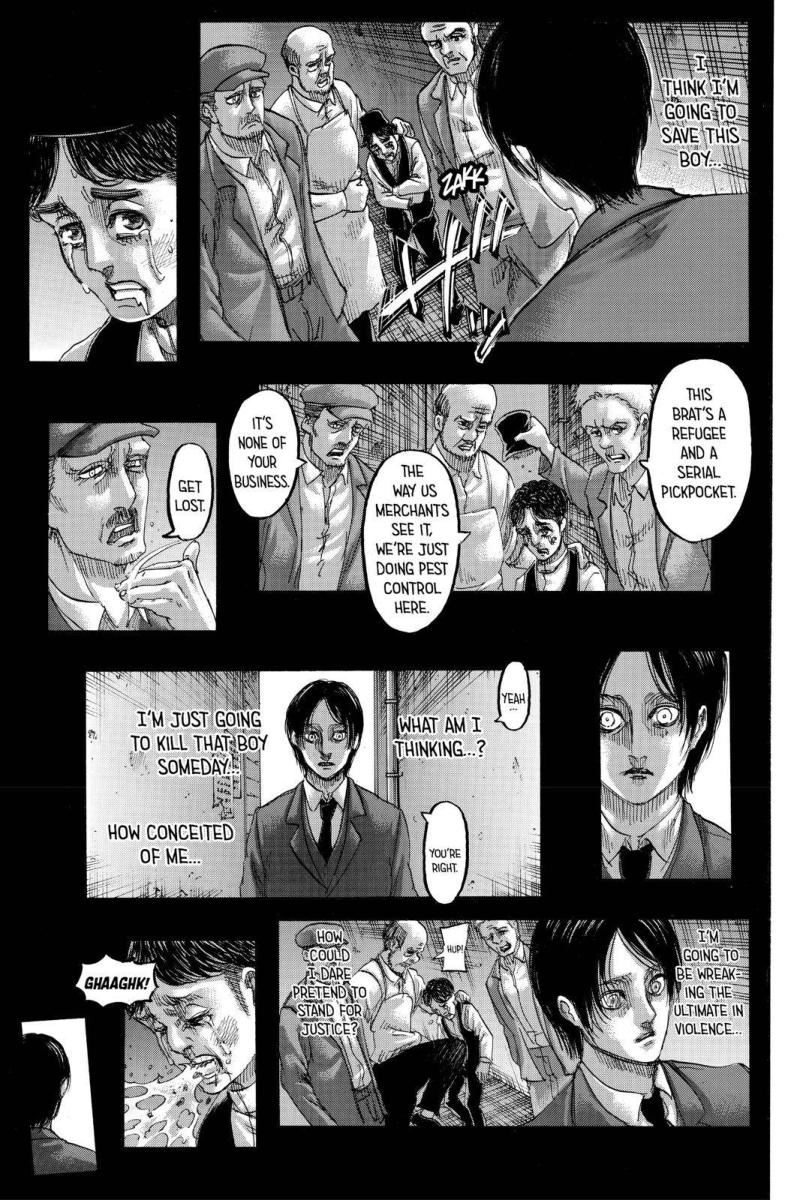 I
THINK I'M
GOING TO
SAVE THIS
BOY...
ZAKK
THIS
BRAT'S A
REFUGEE
AND A
SERIAL
PICKPOCKET.
THE
WAY US
MERCHANTS
SEE IT,
WE'RE JUST
DOING PEST
CONTROL
HERE.
IT'S
NONE OF
YOUR
BUSINESS.
GET
LOST.
YEAH
...
WHAT AM I
THINKING...?
I'M JUST GOING
TO KILL THAT BOY
SOMEDAY...
YOU'RE
RIGHT.
HOW CONCEITED
OF ME...
I'M
GOING TO
BE WREAK-
ING THE
ULTIMATE IN
VIOLENCE...
HUP!
HOW
COULD
I DARE
PRETEND TO
STAND FOR
JUSTICE?
GHAAGHK!